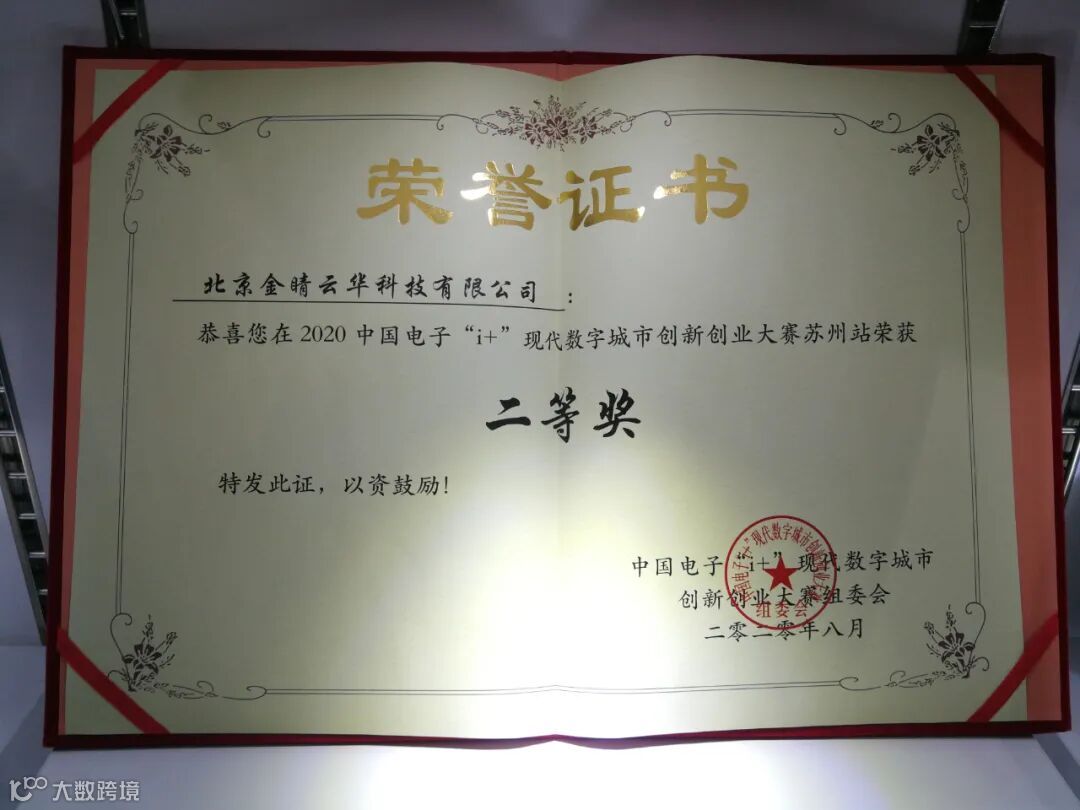 荣誉证书
北京金睛云华科技有限公司：
恭喜您在2020中国电子“i+”现代数字城市创新创业大赛苏州站荣获
二等奖
特发此证，以资鼓励！
中国电子“i+”现代数字城市
创新创业大赛组委会
二零二零年八月
组委会
大数跨境